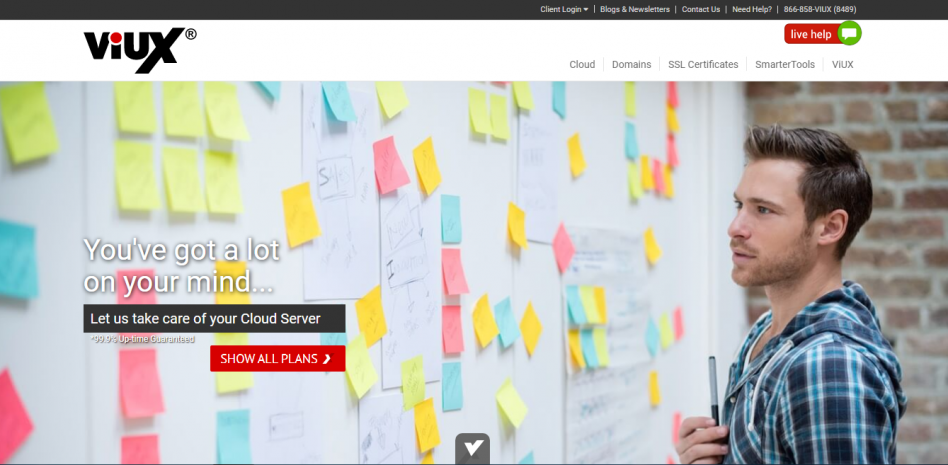 Client Login | Blogs & Newsletters | Contact Us | Need Help? | 866-858-VIUX (8489)
ViUX®
live help
Cloud | Domains | SSL Certificates | SmarterTools | ViUX
You've got a lot
on your mind...
Let us take care of your Cloud Server
*99.9% Up-time Guaranteed
SHOW ALL PLANS